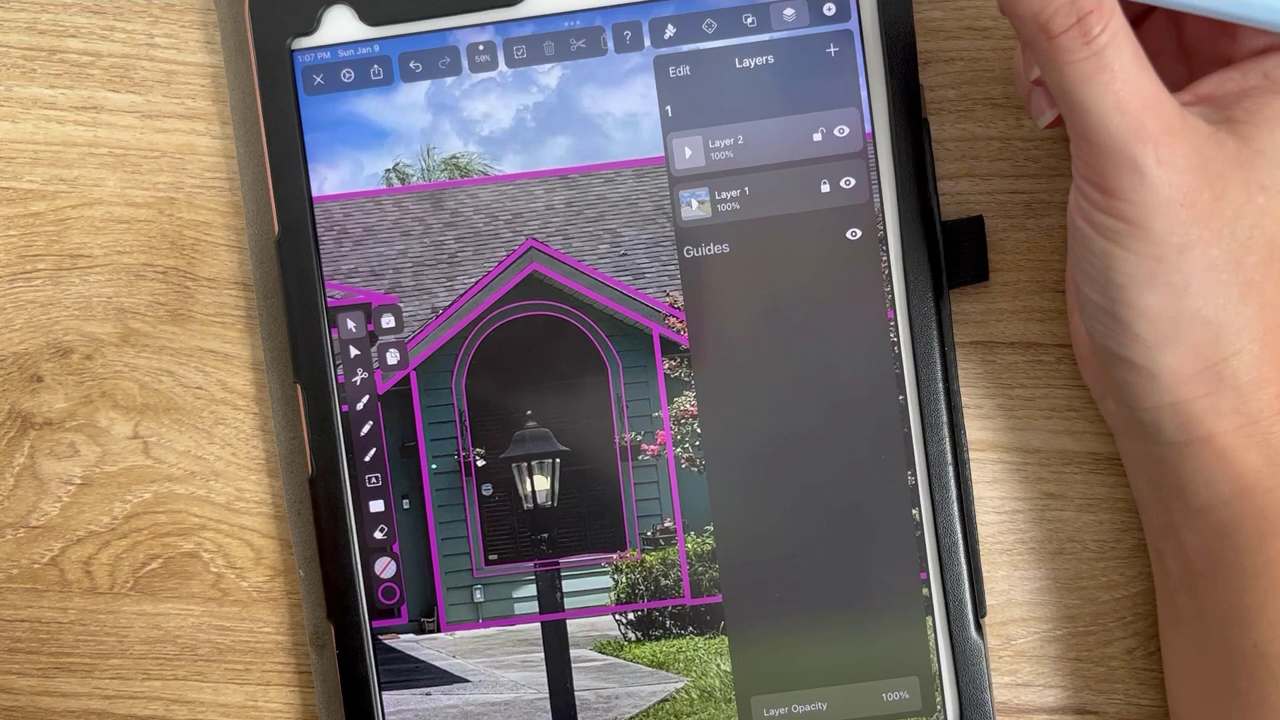 1:07 PM Sun Jan 9
50%
?
Edit
Layers
1
Layer 2
100%
Layer 1
100%
Guides
A
Layer Opacity
100%